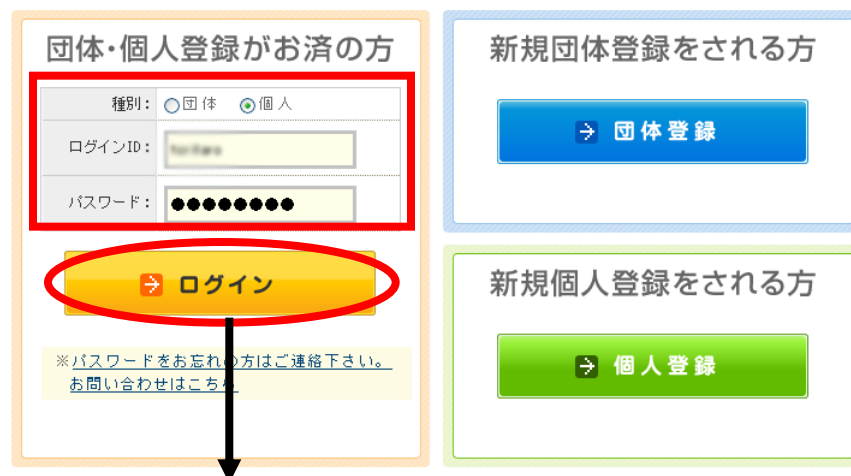 団体・個人登録がお済の方
種別： 団体 個人
ログインID：
パスワード： ●●●●●●●●
ログイン
※パスワードをお忘れの方はご連絡下さい。
お問い合わせはこちら
新規団体登録をされる方
団体登録
新規個人登録をされる方
個人登録